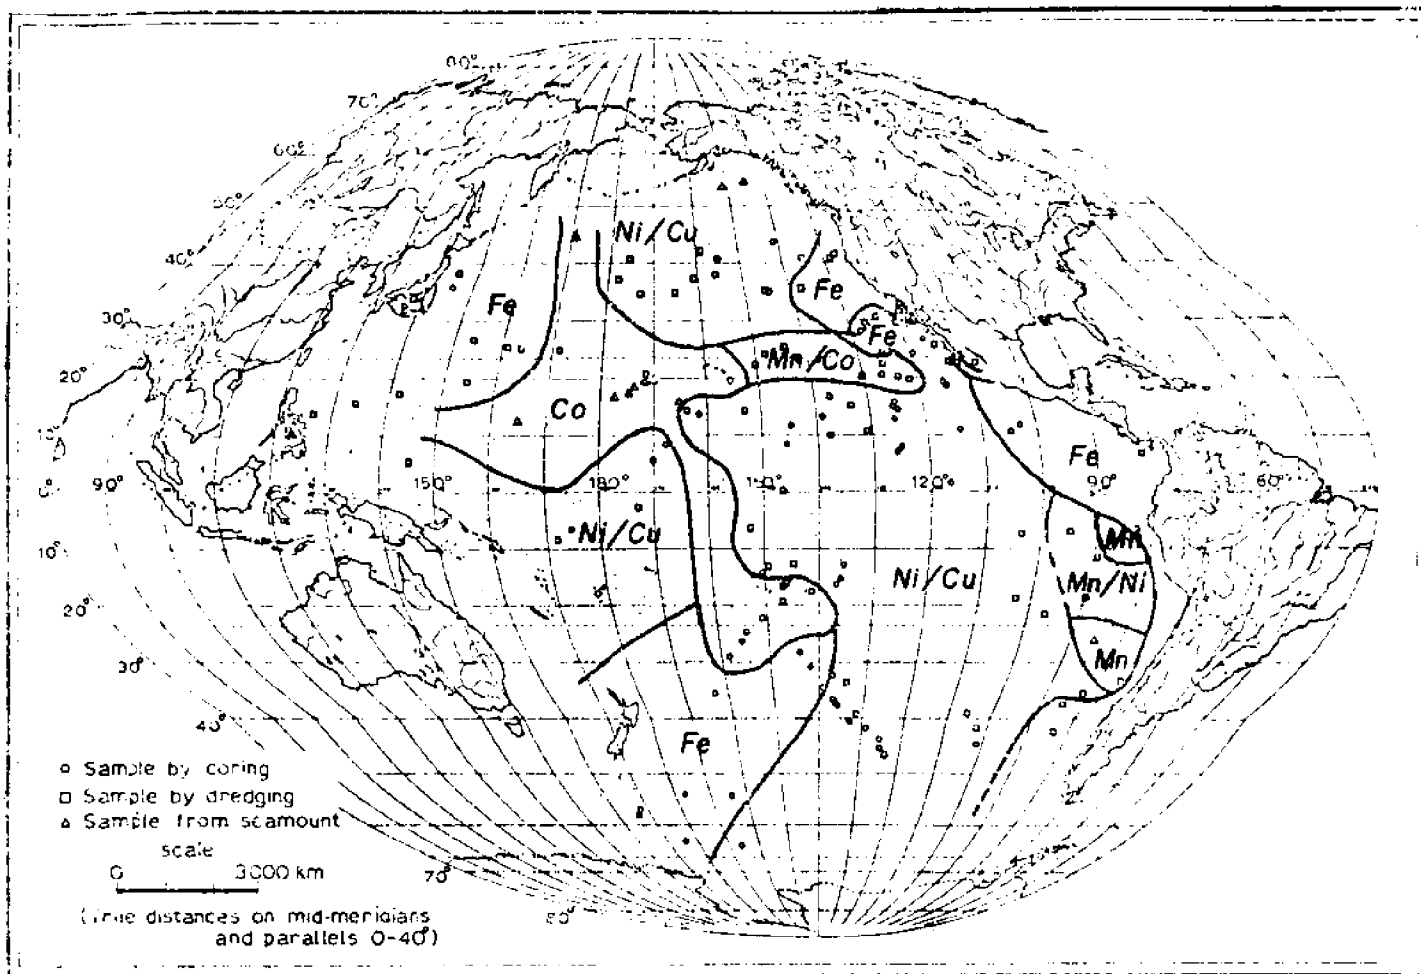 80°
70°
60°
50°
40°
30°
20°
10°
0°
90°
150°
180°
150°
120°
90°
60°
10°
20°
30°
40°
70°
80°
Ni/Cu
Fe
Fe
Fe
Mn/Co
Co
Fe
Ni/Cu
Ni/Cu
Mn
Mn/Ni
Mn
Fe
Sample by coring
Sample by dredging
Sample from seamount
scale
0 3000 km
(True distances on mid-meridians
and parallels 0-40°)